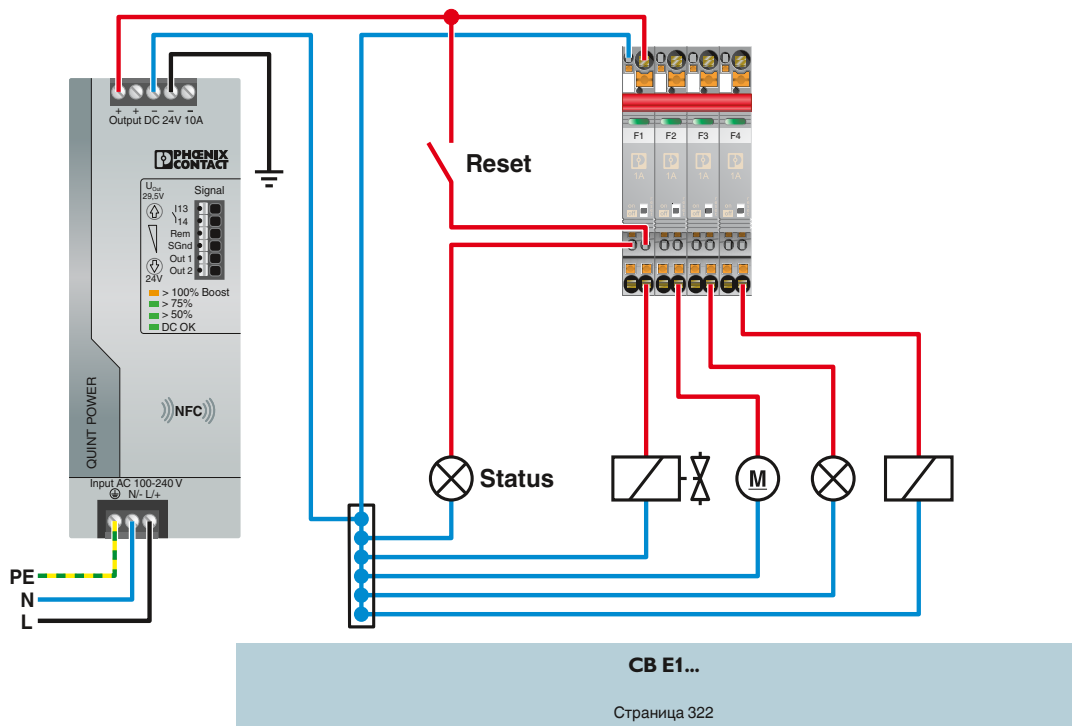 + + − − −
Output DC 24V 10A
PHŒNIX
CONTACT
UOut
29,5V
Signal
13
14
Rem
SGnd
Out 1
Out 2
24V
> 100% Boost
> 75%
> 50%
DC OK
QUINT POWER
NFC
Input AC 100-240 V
N/- L/+
PE
N
L
Reset
Status
F1 F2 F3 F4
1A 1A 1A 1A
M
CB E1...
Страница 322